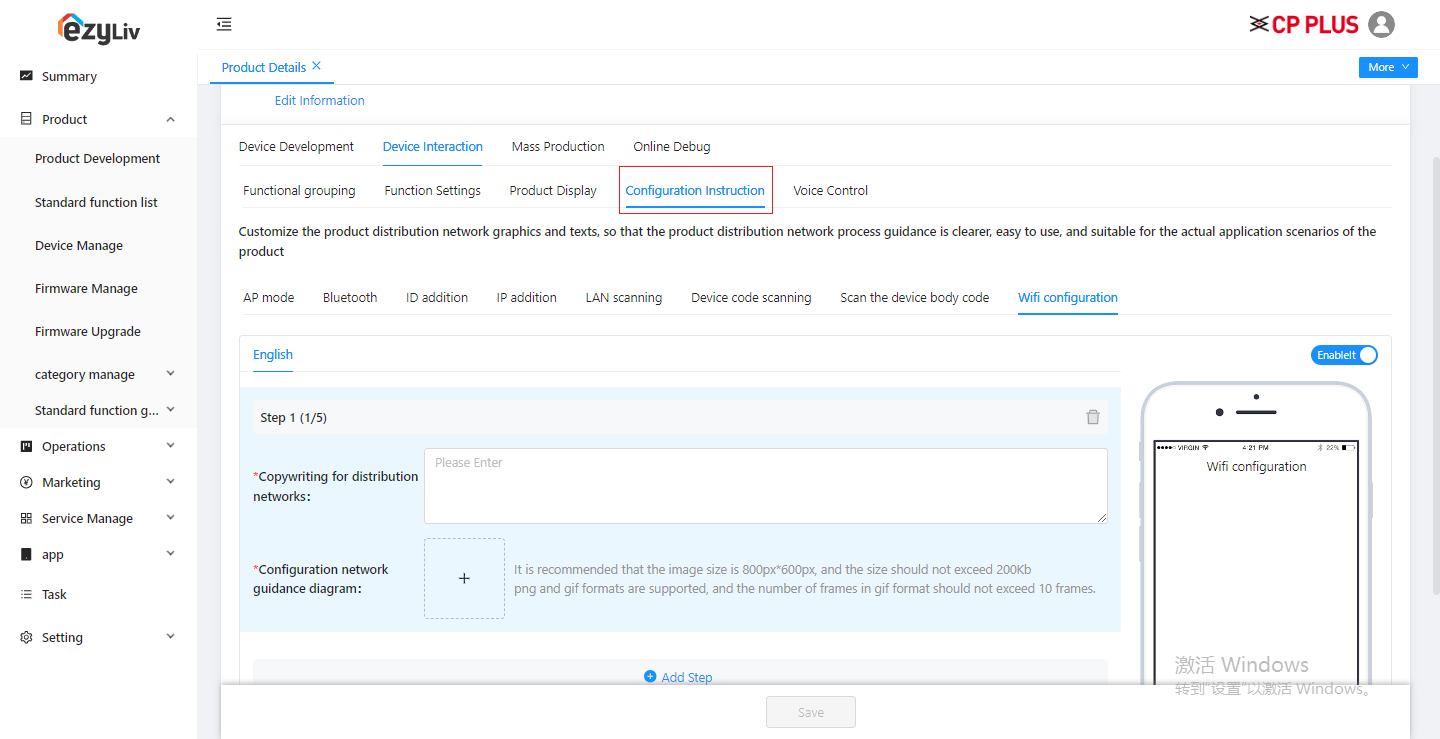 ezyLiv
CP PLUS
Summary
Product
Product Development
Standard function list
Device Manage
Firmware Manage
Firmware Upgrade
category manage
Standard function g...
Operations
Marketing
Service Manage
app
Task
Setting
Product Details
More
Edit Information
Device Development Device Interaction Mass Production Online Debug
Functional grouping Function Settings Product Display Configuration Instruction Voice Control
Customize the product distribution network graphics and texts, so that the product distribution network process guidance is clearer, easy to use, and suitable for the actual application scenarios of the
product
AP mode Bluetooth ID addition IP addition LAN scanning Device code scanning Scan the device body code Wifi configuration
English
EnableIt
Step 1 (1/5)
*Copywriting for distribution
networks:
Please Enter
*Configuration network
guidance diagram:
+
It is recommended that the image size is 800px*600px, and the size should not exceed 200Kb
png and gif formats are supported, and the number of frames in gif format should not exceed 10 frames.
Add Step
VIRGIN 4:21 PM 22%
Wifi configuration
激活 Windows
转到"设置"以激活 Windows。
Save